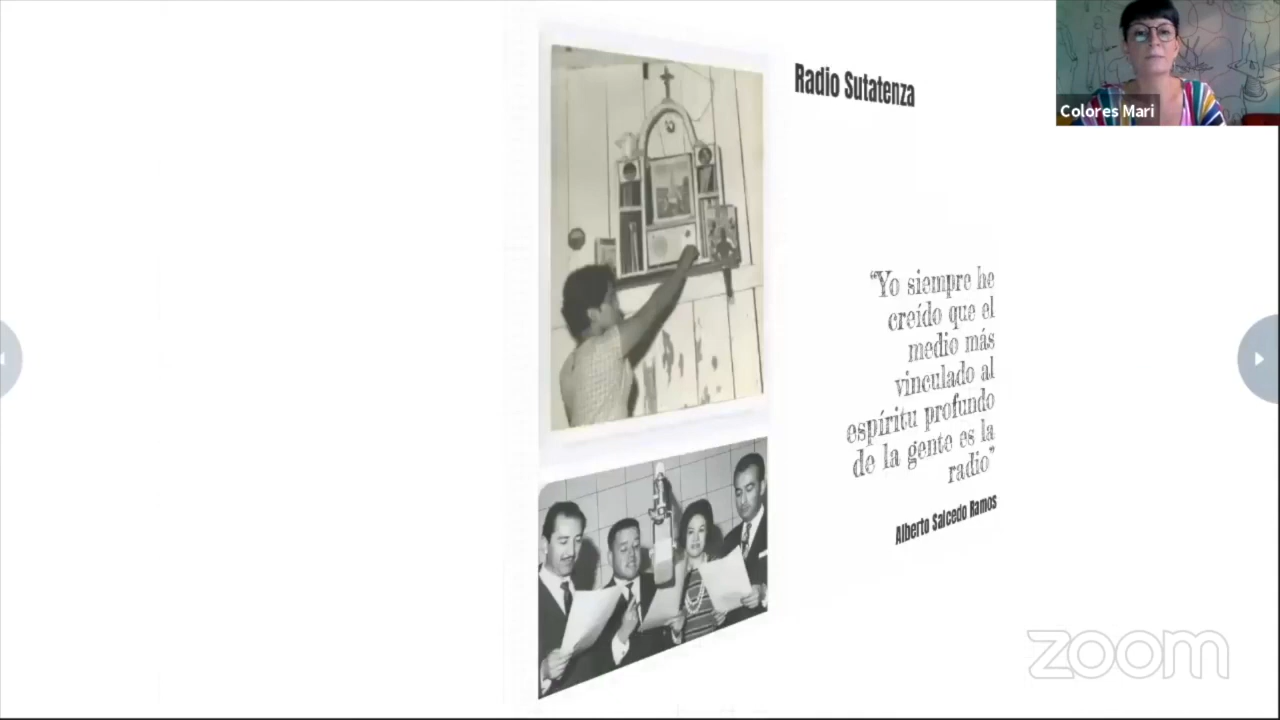 Radio Sutatenza
Colores Mari
“Yo siempre he
creído que el
medio más
vinculado al
espíritu profundo
de la gente es la
radio”
Alberto Salcedo Ramos
zoom